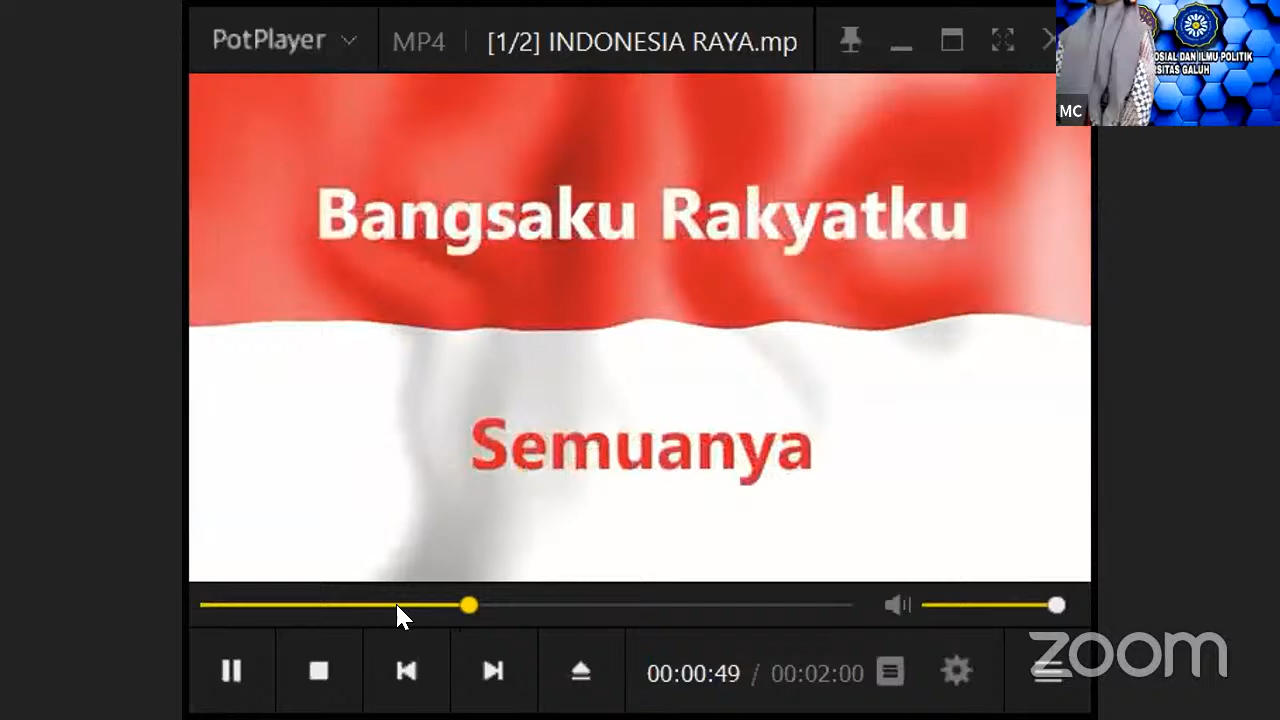 PotPlayer MP4 [1/2] INDONESIA RAYA.mp
OSIAL DAN ILMU POLITIK
RSITAS GALUH
MC
Bangsaku Rakyatku
Semuanya
00:00:49 / 00:02:00
zoom